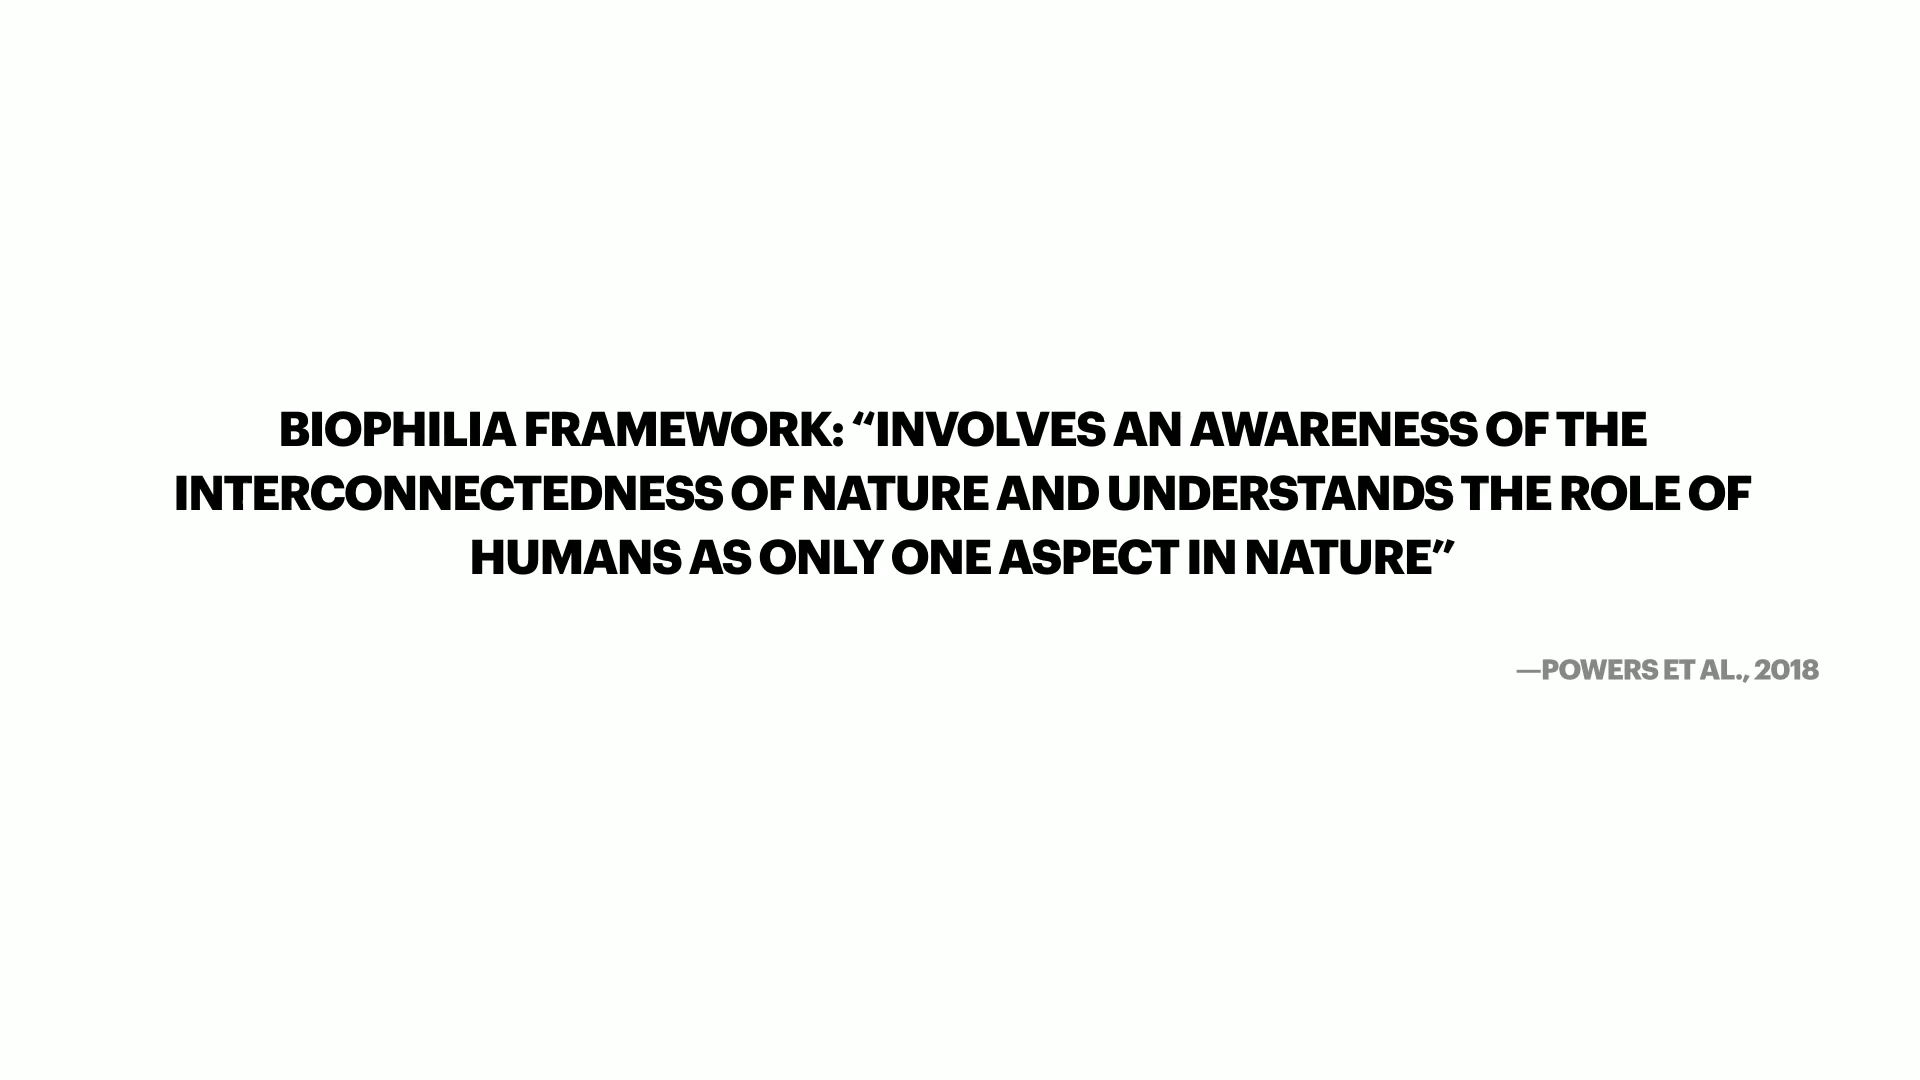 BIOPHILIA FRAMEWORK: “INVOLVES AN AWARENESS OF THE
INTERCONNECTEDNESS OF NATURE AND UNDERSTANDS THE ROLE OF
HUMANS AS ONLY ONE ASPECT IN NATURE”
—POWERS ET AL., 2018